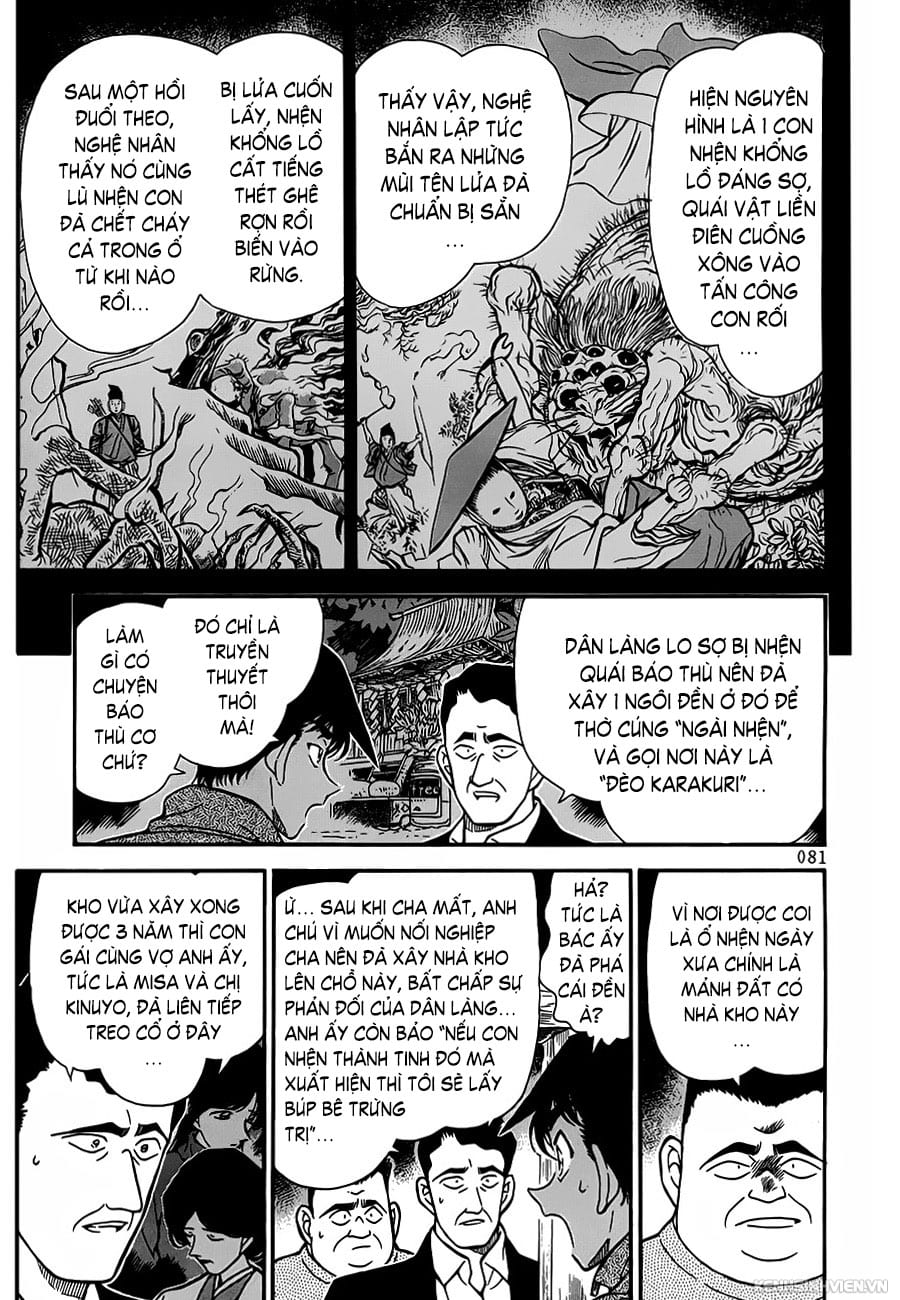 HIỆN NGUYÊN
HÌNH LÀ 1 CON
NHỆN KHỔNG
LỒ ĐÁNG SỢ,
QUÁI VẬT LIỀN
ĐIÊN CUỒNG
XÔNG VÀO
TẤN CÔNG
CON RỐI
...
THẤY VẬY, NGHỆ
NHÂN LẬP TỨC
BẮN RA NHỮNG
MŨI TÊN LỬA ĐÃ
CHUẨN BỊ SẴN
...
BỊ LỬA CUỐN
LẤY, NHỆN
KHỔNG LỒ
CẤT TIẾNG
THÉT GHÊ
RỢN RỒI
BIẾN VÀO
RỪNG.
SAU MỘT HỒI
ĐUỔI THEO,
NGHỆ NHÂN
THẤY NÓ CÙNG
LŨ NHỆN CON
ĐÃ CHẾT CHÁY
CẢ TRONG Ổ
TỪ KHI NÀO
RỒI...
DÂN LÀNG LO SỢ BỊ NHỆN
QUÁI BÁO THÙ NÊN ĐÃ
XÂY 1 NGÔI ĐỀN Ở ĐÓ ĐỂ
THỜ CÚNG "NGÀI NHỆN",
VÀ GỌI NƠI NÀY LÀ
"ĐÈO KARAKURI"...
ĐÓ CHỈ LÀ
TRUYỀN
THUYẾT
THÔI
MÀ!
LÀM
GÌ CÓ
CHUYỆN
BÁO
THÙ CƠ
CHỨ?
081
VÌ NƠI ĐƯỢC COI
LÀ Ổ NHỆN NGÀY
XƯA CHÍNH LÀ
MẢNH ĐẤT CÓ
NHÀ KHO NÀY
...
HẢ?
TỨC LÀ
BÁC ẤY
ĐÃ PHÁ
CÁI ĐỀN
À?
Ừ... SAU KHI CHA MẤT, ANH
CHÚ VÌ MUỐN NỐI NGHIỆP
CHA NÊN ĐÃ XÂY NHÀ KHO
LÊN CHỖ NÀY, BẤT CHẤP SỰ
PHẢN ĐỐI CỦA DÂN LÀNG...
ANH ẤY CÒN BẢO "NẾU CON
NHỆN THÀNH TINH ĐÓ MÀ
XUẤT HIỆN THÌ TÔI SẼ LẤY
BÚP BÊ TRỪNG
TRỊ"...
KHO VỪA XÂY XONG
ĐƯỢC 3 NĂM THÌ CON
GÁI CÙNG VỢ ANH ẤY,
TỨC LÀ MISA VÀ CHỊ
KINUYO, ĐÃ LIÊN TIẾP
TREO CỔ Ở ĐÂY
...